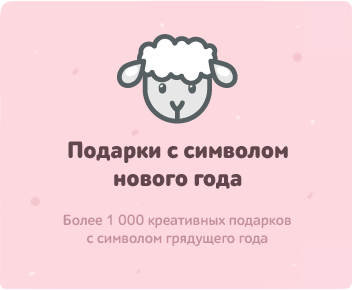 Подарки с символом
нового года
Более 1 000 креативных подарков
с символом грядущего года